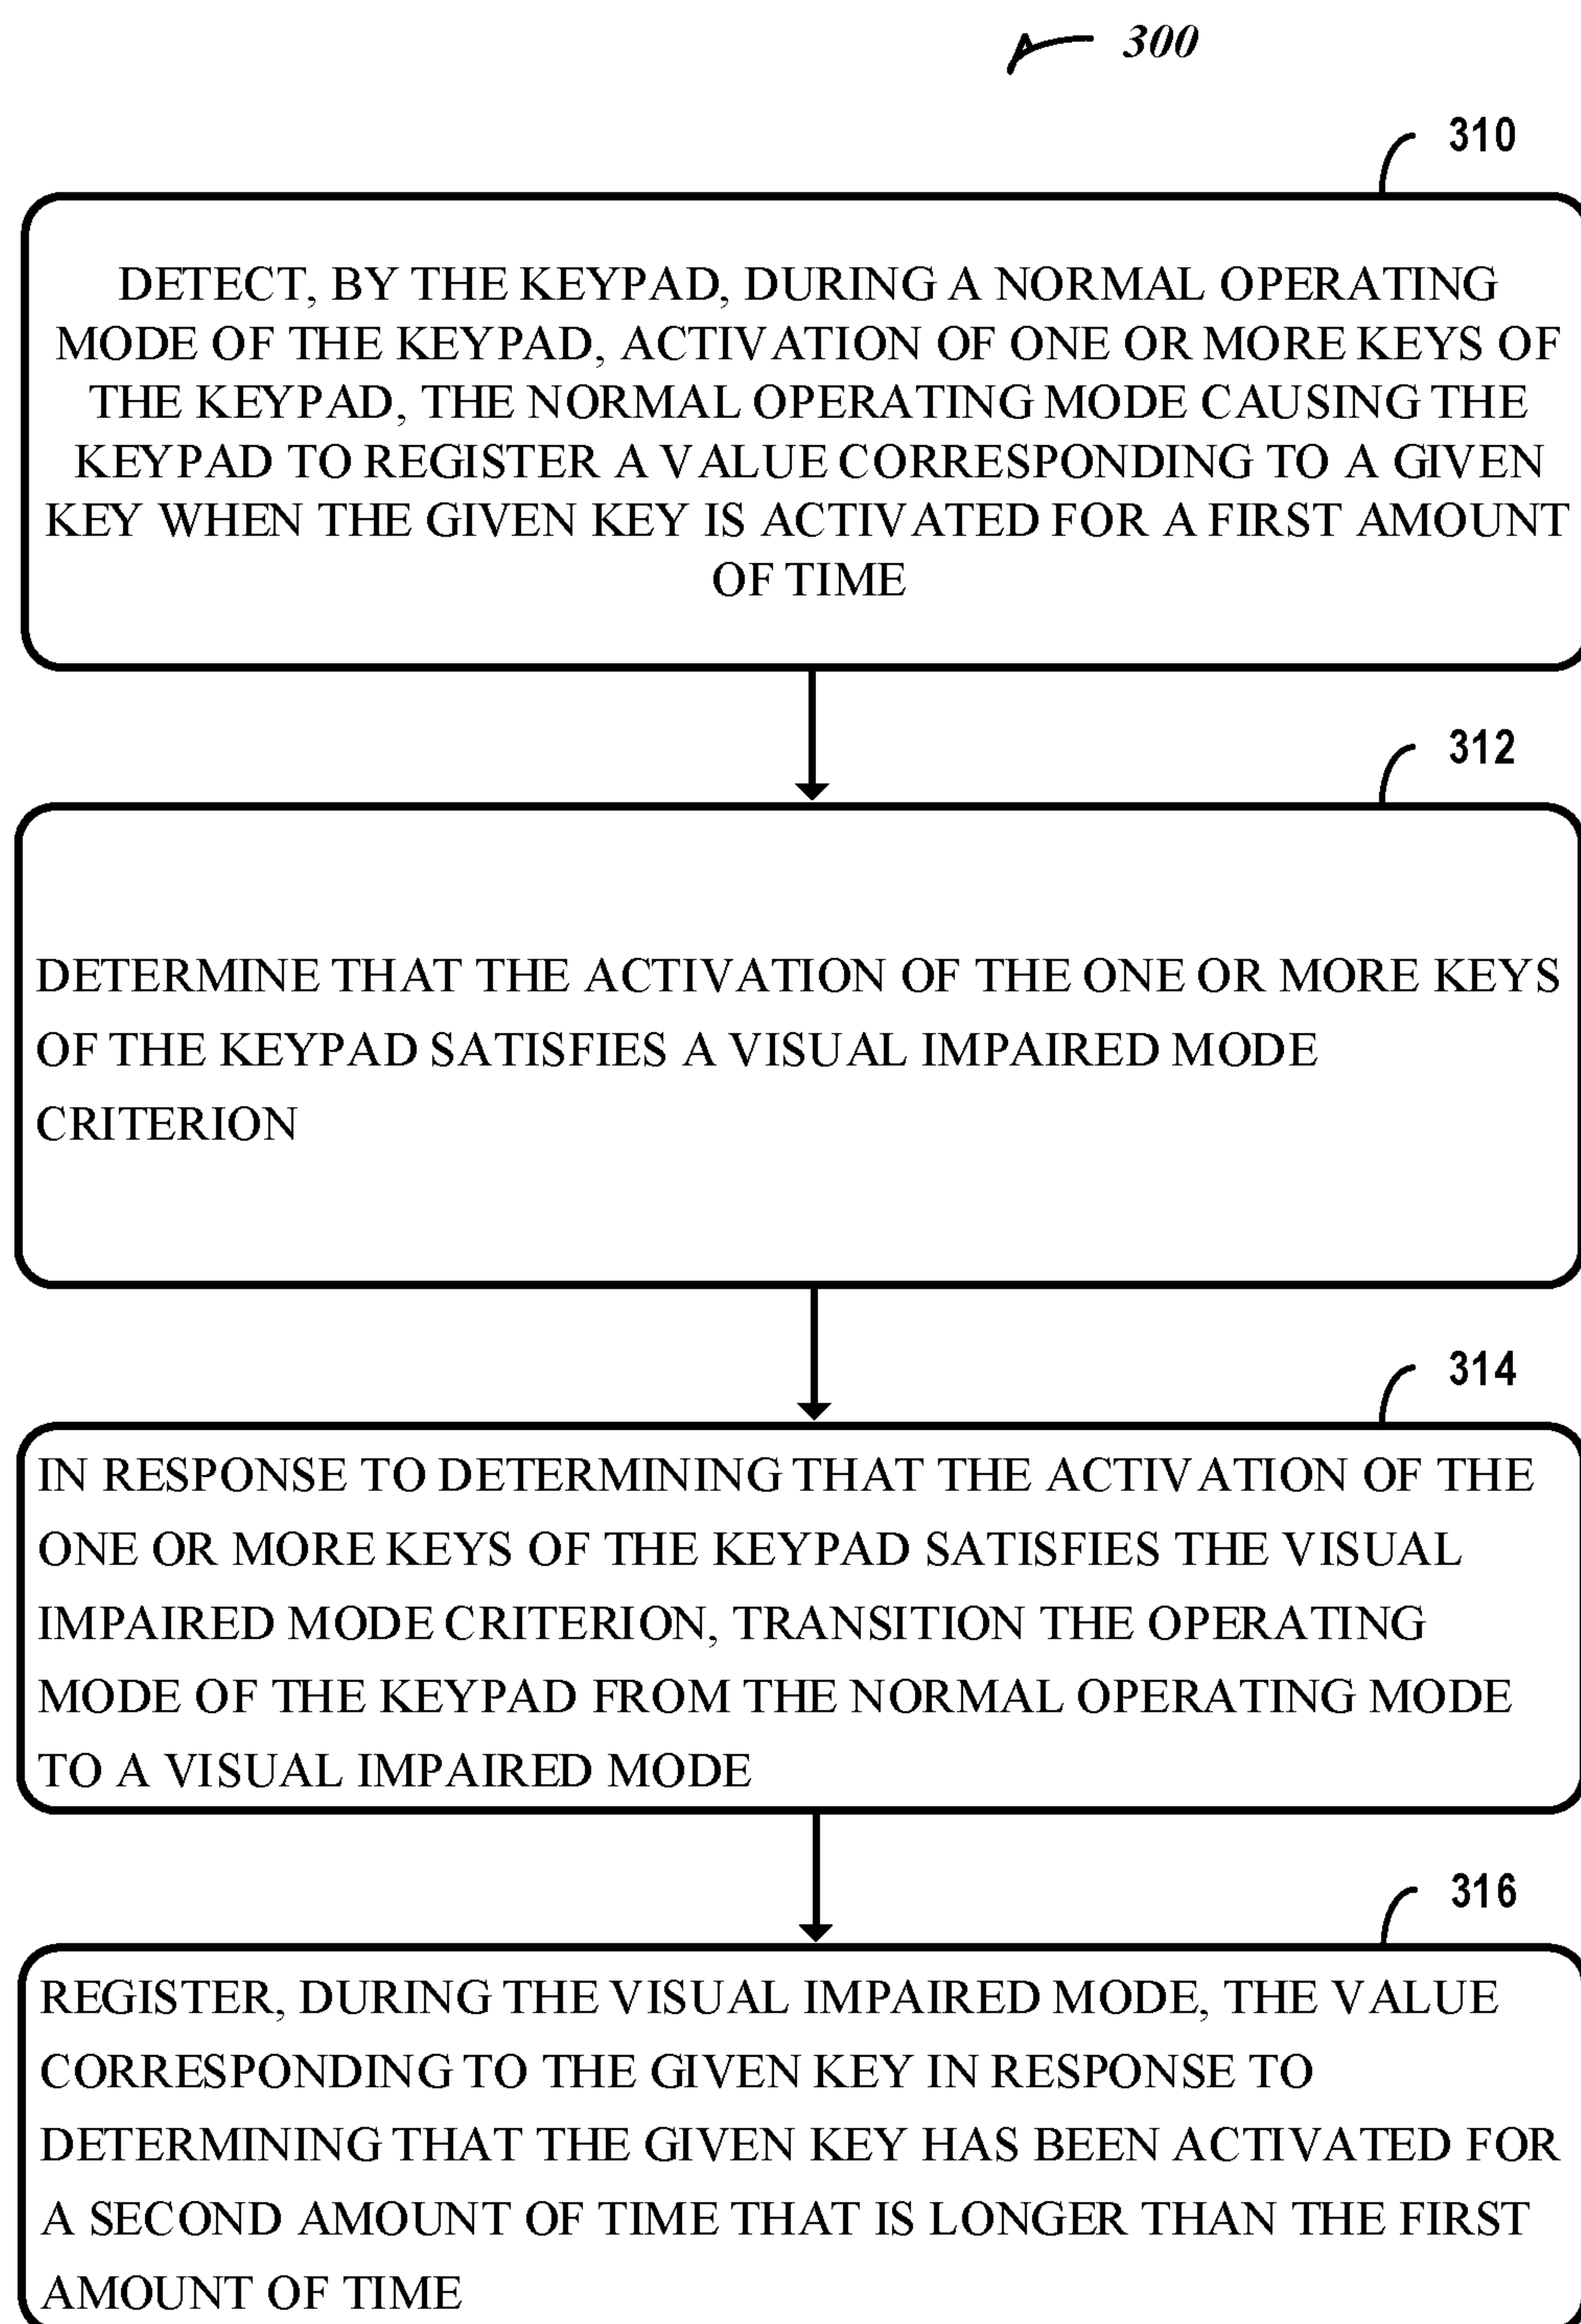 300
310
DETECT, BY THE KEYPAD, DURING A NORMAL OPERATING
MODE OF THE KEYPAD, ACTIVATION OF ONE OR MORE KEYS OF
THE KEYPAD, THE NORMAL OPERATING MODE CAUSING THE
KEYPAD TO REGISTER A VALUE CORRESPONDING TO A GIVEN
KEY WHEN THE GIVEN KEY IS ACTIVATED FOR A FIRST AMOUNT
OF TIME
312
DETERMINE THAT THE ACTIVATION OF THE ONE OR MORE KEYS
OF THE KEYPAD SATISFIES A VISUAL IMPAIRED MODE
CRITERION
314
IN RESPONSE TO DETERMINING THAT THE ACTIVATION OF THE
ONE OR MORE KEYS OF THE KEYPAD SATISFIES THE VISUAL
IMPAIRED MODE CRITERION, TRANSITION THE OPERATING
MODE OF THE KEYPAD FROM THE NORMAL OPERATING MODE
TO A VISUAL IMPAIRED MODE
316
REGISTER, DURING THE VISUAL IMPAIRED MODE, THE VALUE
CORRESPONDING TO THE GIVEN KEY IN RESPONSE TO
DETERMINING THAT THE GIVEN KEY HAS BEEN ACTIVATED FOR
A SECOND AMOUNT OF TIME THAT IS LONGER THAN THE FIRST
AMOUNT OF TIME